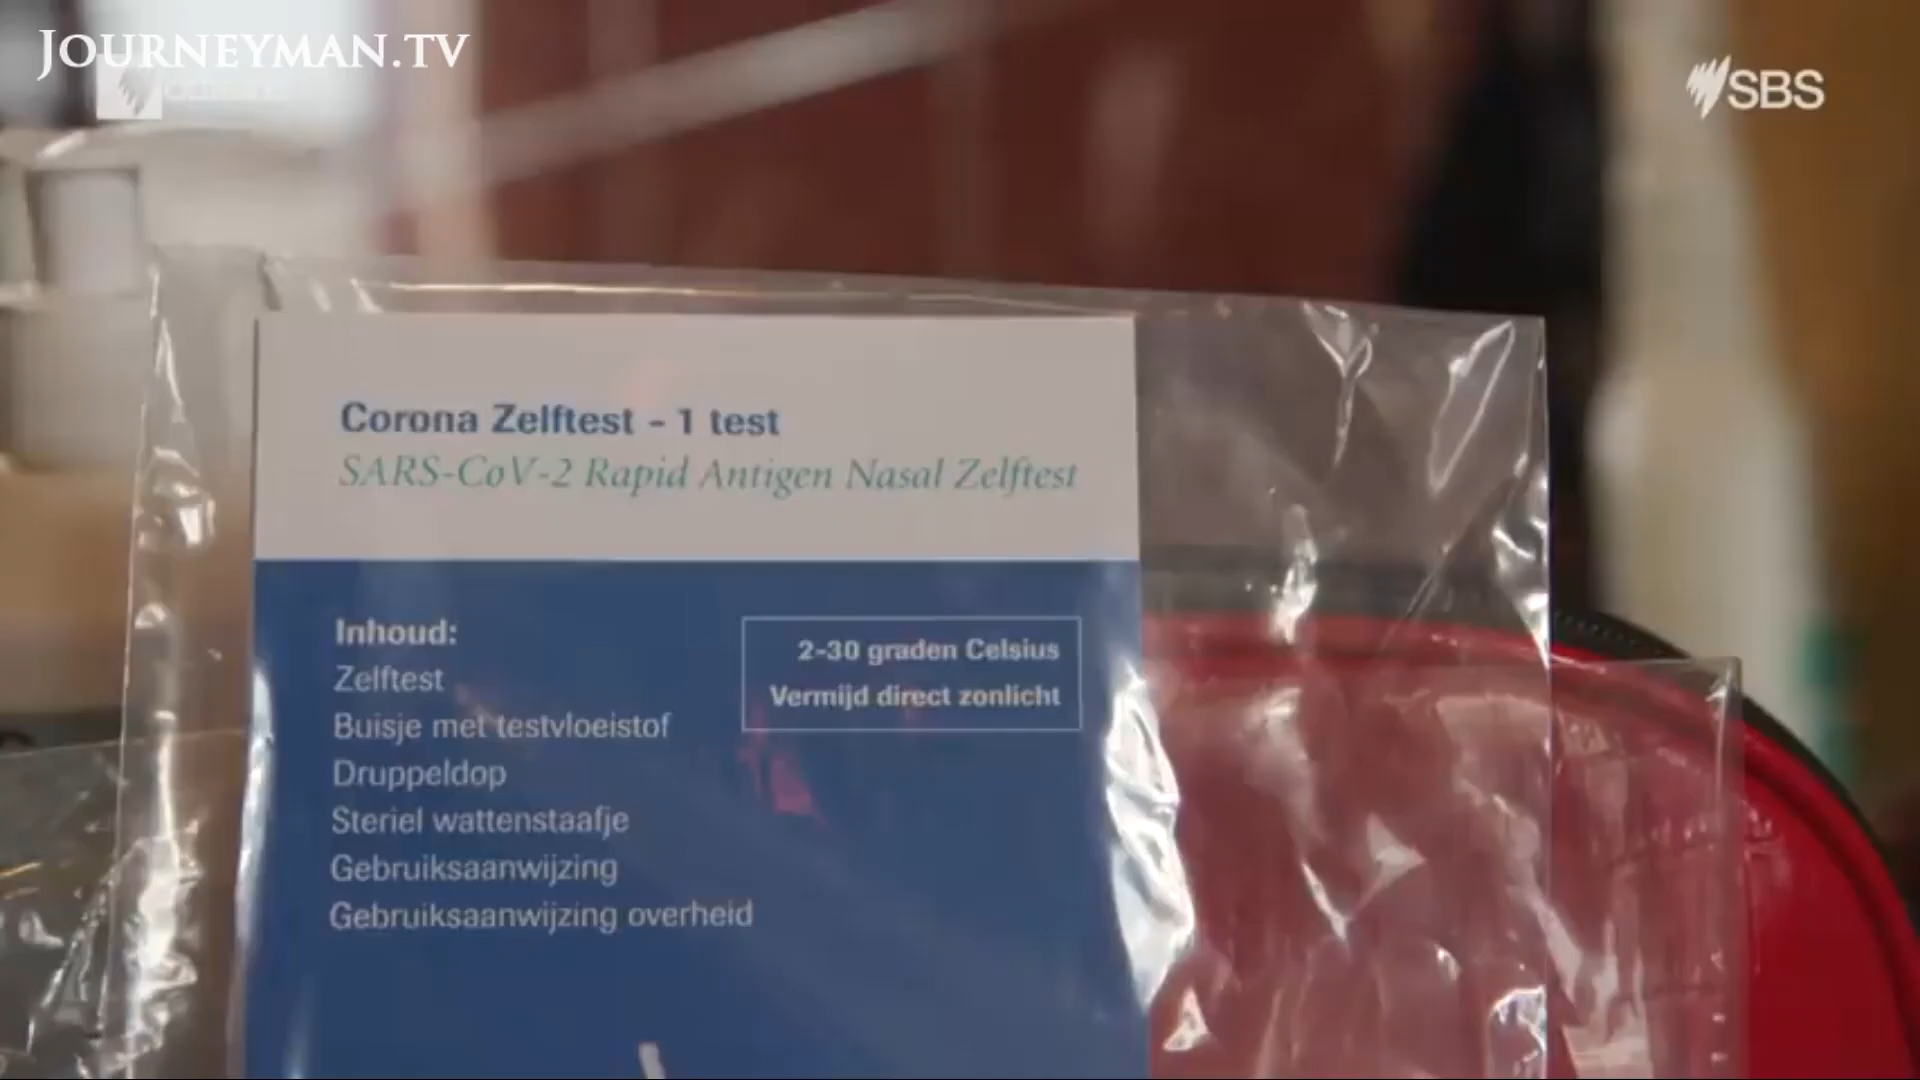 JOURNEYMAN.TV
SBS
Corona Zelftest - 1 test
SARS-CoV-2 Rapid Antigen Nasal Zelftest
Inhoud:
Zelftest
Buisje met testvloeistof
Druppeldop
Steriel wattenstaafje
Gebruiksaanwijzing
Gebruiksaanwijzing overheid
2-30 graden Celsius
Vermijd direct zonlicht